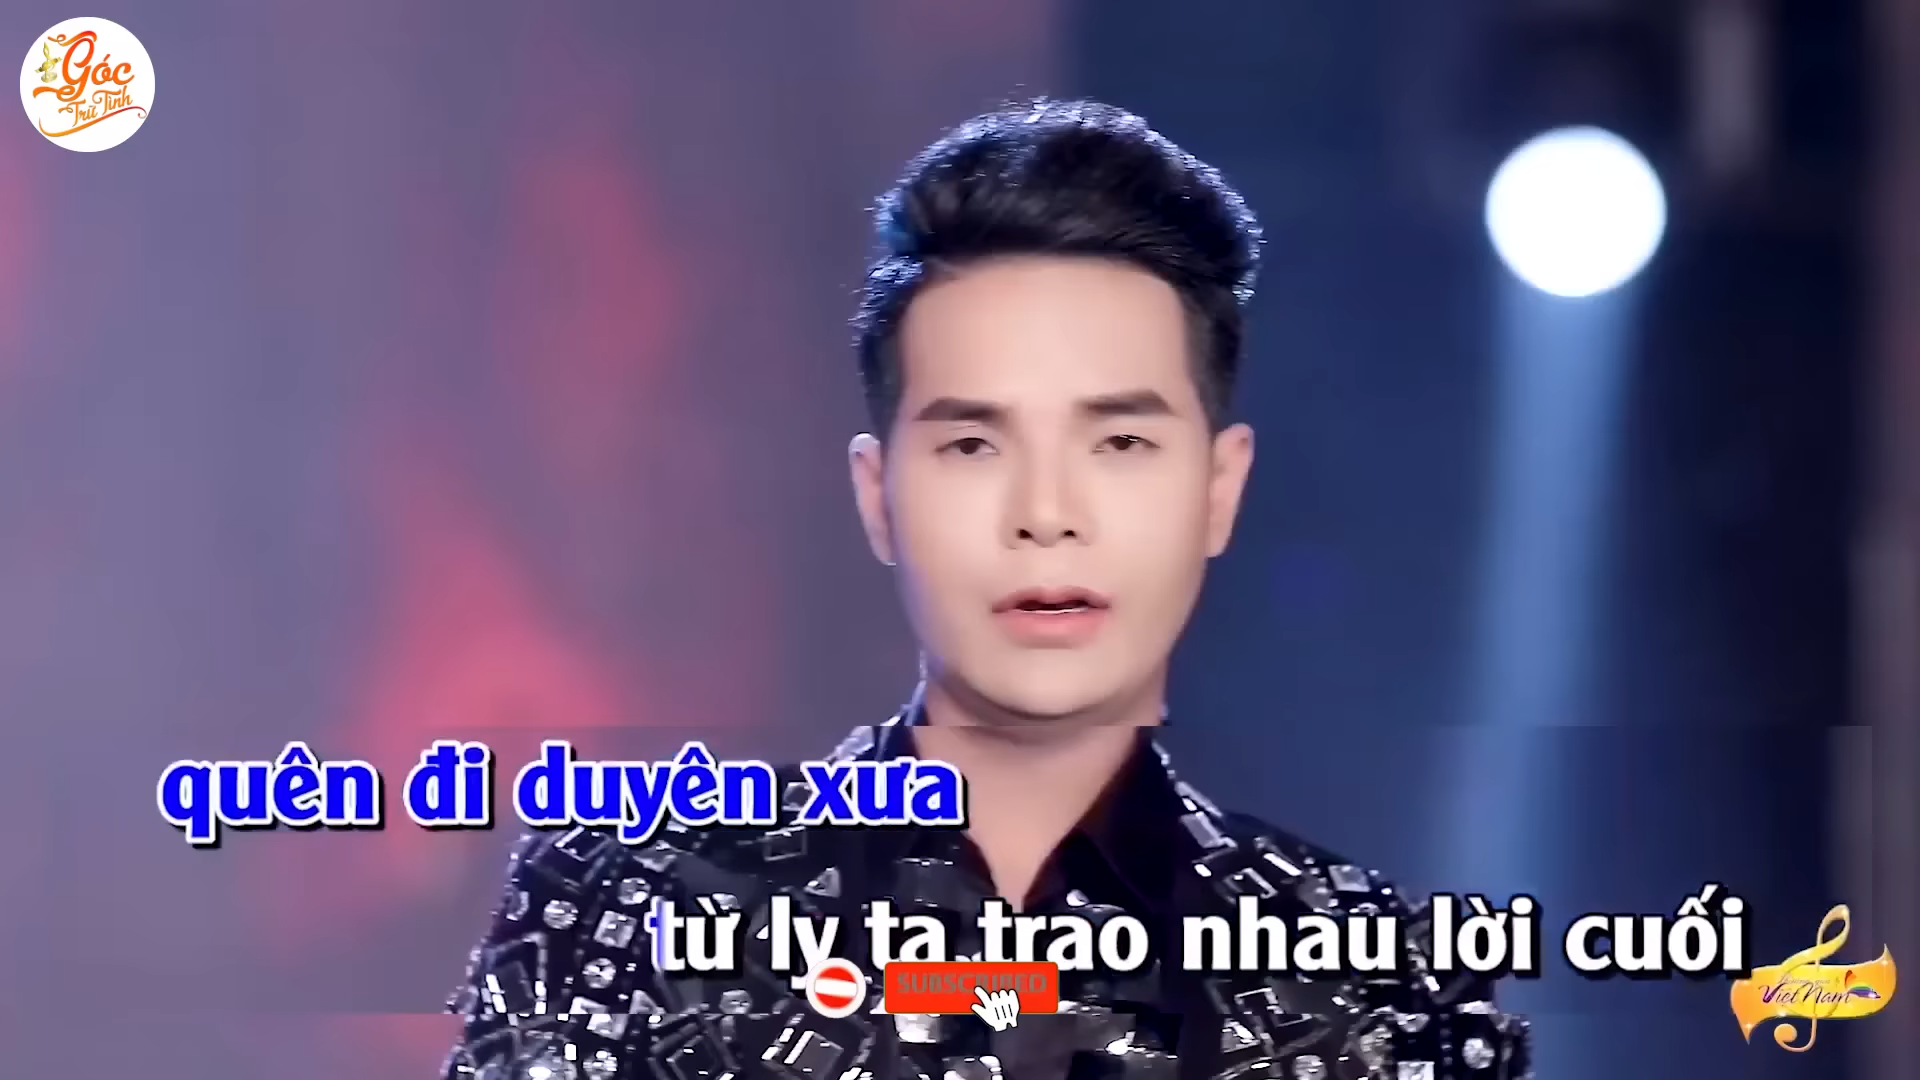 Góc
Trữ Tình
quên đi duyên xưa
từ ly ta trao nhau lời cuối
SUBSCRIBED
Việt Nam